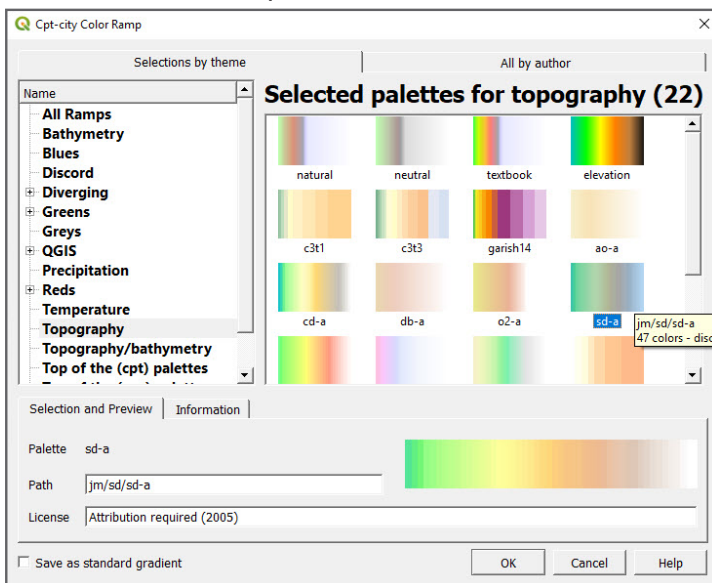 Cpt-city Color Ramp
Selections by theme
All by author
Name
All Ramps
Bathymetry
Blues
Discord
Diverging
Greens
Greys
QGIS
Precipitation
Reds
Temperature
Topography
Topography/bathymetry
Top of the (cpt) palettes
Selected palettes for topography (22)
natural neutral textbook elevation
c3t1 c3t3 garish14 ao-a
cd-a db-a o2-a sd-a
jm/sd/sd-a
47 colors - disc
Selection and Preview Information
Palette sd-a
Path jm/sd/sd-a
License Attribution required (2005)
Save as standard gradient
OK Cancel Help